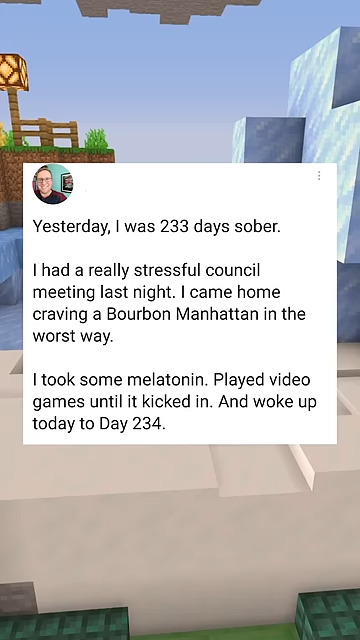 Yesterday, I was 233 days sober.
I had a really stressful council
meeting last night. I came home
craving a Bourbon Manhattan in the
worst way.
I took some melatonin. Played video
games until it kicked in. And woke up
today to Day 234.